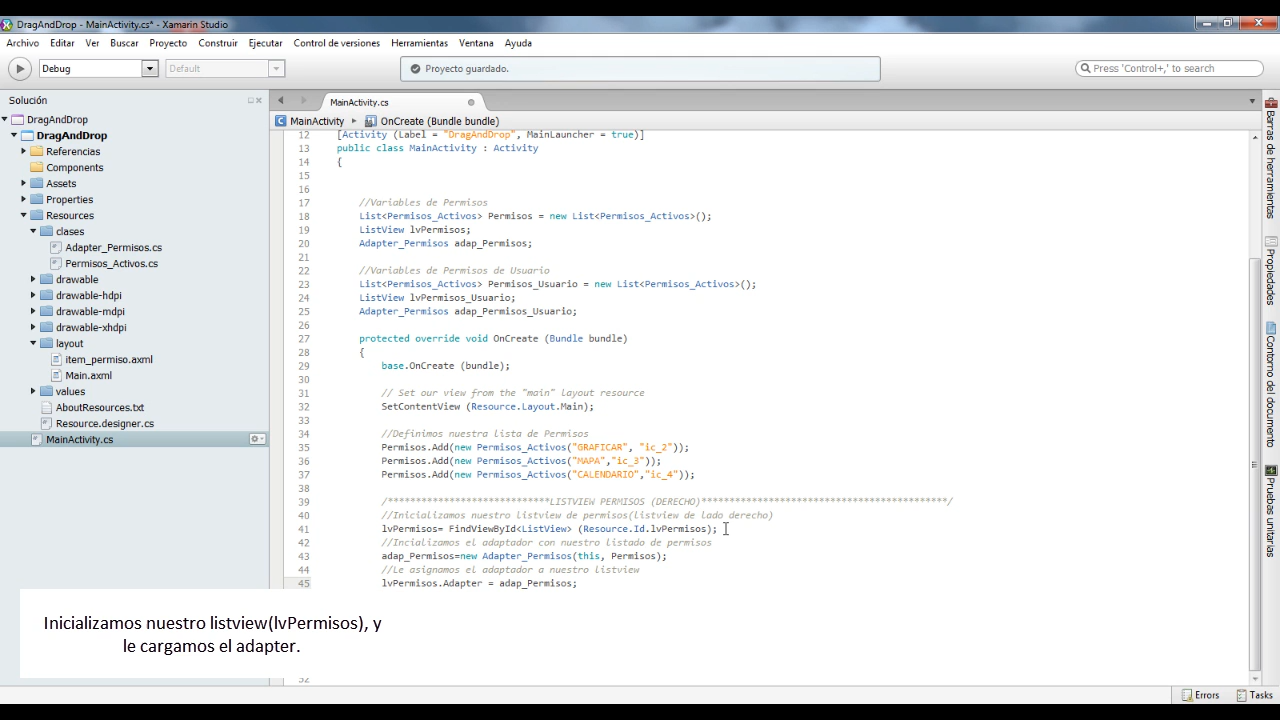 DragAndDrop - MainActivity.cs* - Xamarin Studio
Archivo Editar Ver Buscar Proyecto Construir Ejecutar Control de versiones Herramientas Ventana Ayuda
Debug Default Proyecto guardado. Press 'Control+,' to search
Solución
MainActivity.cs
DragAndDrop
MainActivity OnCreate (Bundle bundle)
DragAndDrop
Referencias
Components
Assets
Properties
Resources
clases
Adapter_Permisos.cs
Permisos_Activos.cs
drawable
drawable-hdpi
drawable-mdpi
drawable-xhdpi
layout
item_permiso.axml
Main.axml
values
AboutResources.txt
Resource.designer.cs
MainActivity.cs
12 [Activity (Label = "DragAndDrop", MainLauncher = true)]
13 public class MainActivity : Activity
14 {
15
16
17 //Variables de Permisos
18 List<Permisos_Activos> Permisos = new List<Permisos_Activos>();
19 ListView lvPermisos;
20 Adapter_Permisos adap_Permisos;
21
22 //Variables de Permisos de Usuario
23 List<Permisos_Activos> Permisos_Usuario = new List<Permisos_Activos>();
24 ListView lvPermisos_Usuario;
25 Adapter_Permisos adap_Permisos_Usuario;
26
27 protected override void OnCreate (Bundle bundle)
28 {
29 base.OnCreate (bundle);
30
31 // Set our view from the "main" layout resource
32 SetContentView (Resource.Layout.Main);
33
34 //Definimos nuestra lista de Permisos
35 Permisos.Add(new Permisos_Activos("GRAFICAR", "ic_2"));
36 Permisos.Add(new Permisos_Activos("MAPA","ic_3"));
37 Permisos.Add(new Permisos_Activos("CALENDARIO","ic_4"));
38
39 /*****************************LISTVIEW PERMISOS (DERECHO)********************************************/
40 //Inicializamos nuestro listview de permisos(listview de lado derecho)
41 lvPermisos= FindViewById<ListView> (Resource.Id.lvPermisos);
42 //Incializamos el adaptador con nuestro listado de permisos
43 adap_Permisos=new Adapter_Permisos(this, Permisos);
44 //Le asignamos el adaptador a nuestro listview
45 lvPermisos.Adapter = adap_Permisos;
52
Inicializamos nuestro listview(lvPermisos), y
le cargamos el adapter.
Barras de herramientas
Propiedades
Contorno del documento
Pruebas unitarias
Errors Tasks